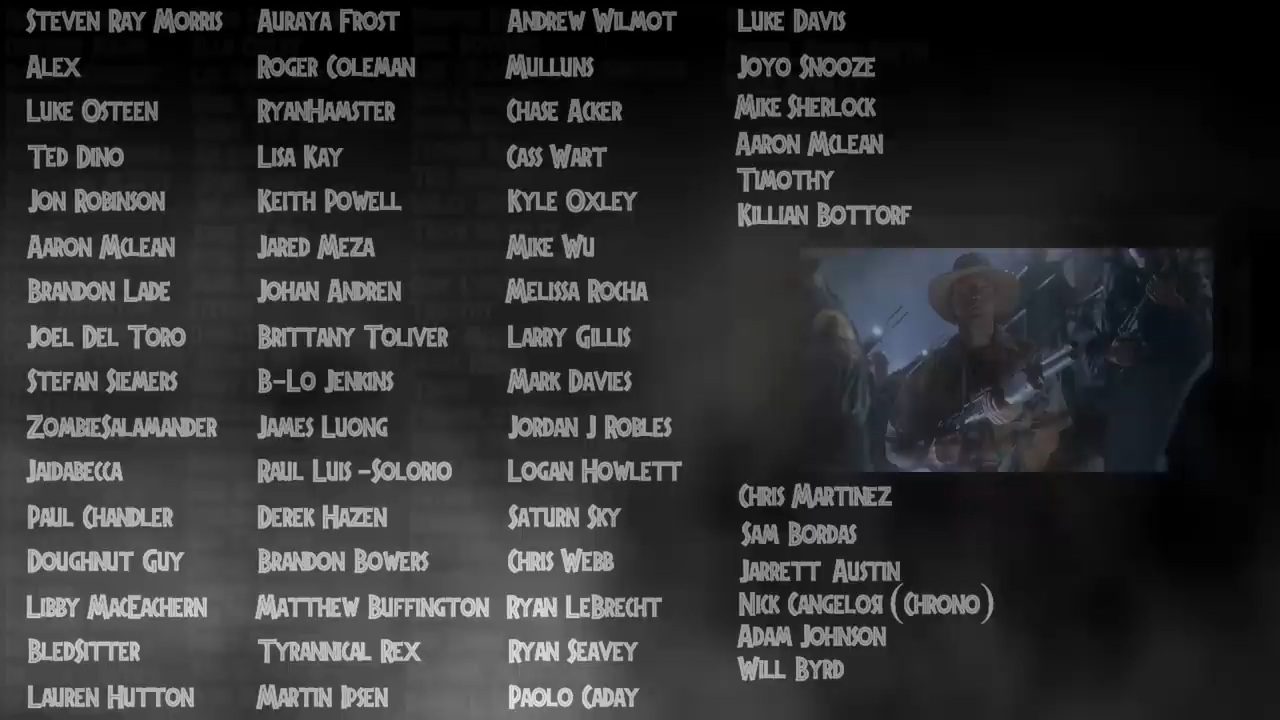 Steven Ray Morris
Alex
Luke Osteen
Ted Dino
Jon Robinson
Aaron Mclean
Brandon Lade
Joel Del Toro
Stefan Siemers
ZombieSalamander
Jaidabecca
Paul Chandler
Doughnut Guy
Libby MacEachern
BledSitter
Lauren Hutton
Auraya Frost
Roger Coleman
RyanHamster
Lisa Kay
Keith Powell
Jared Meza
Johan Andren
Brittany Toliver
B-Lo Jenkins
James Luong
Raul Luis -Solorio
Derek Hazen
Brandon Bowers
Matthew Buffington
Tyrannical Rex
Martin Ipsen
Andrew Wilmot
Mulluns
Chase Acker
Cass Wart
Kyle Oxley
Mike Wu
Melissa Rocha
Larry Gillis
Mark Davies
Jordan J Robles
Logan Howlett
Saturn Sky
Chris Webb
Ryan LeBrecht
Ryan Seavey
Paolo Caday
Luke Davis
Joyo Snooze
Mike Sherlock
Aaron Mclean
Timothy
Killian Bottorf
Chris Martinez
Sam Bordas
Jarrett Austin
Nick Cangelosi (Chrono)
Adam Johnson
Will Byrd